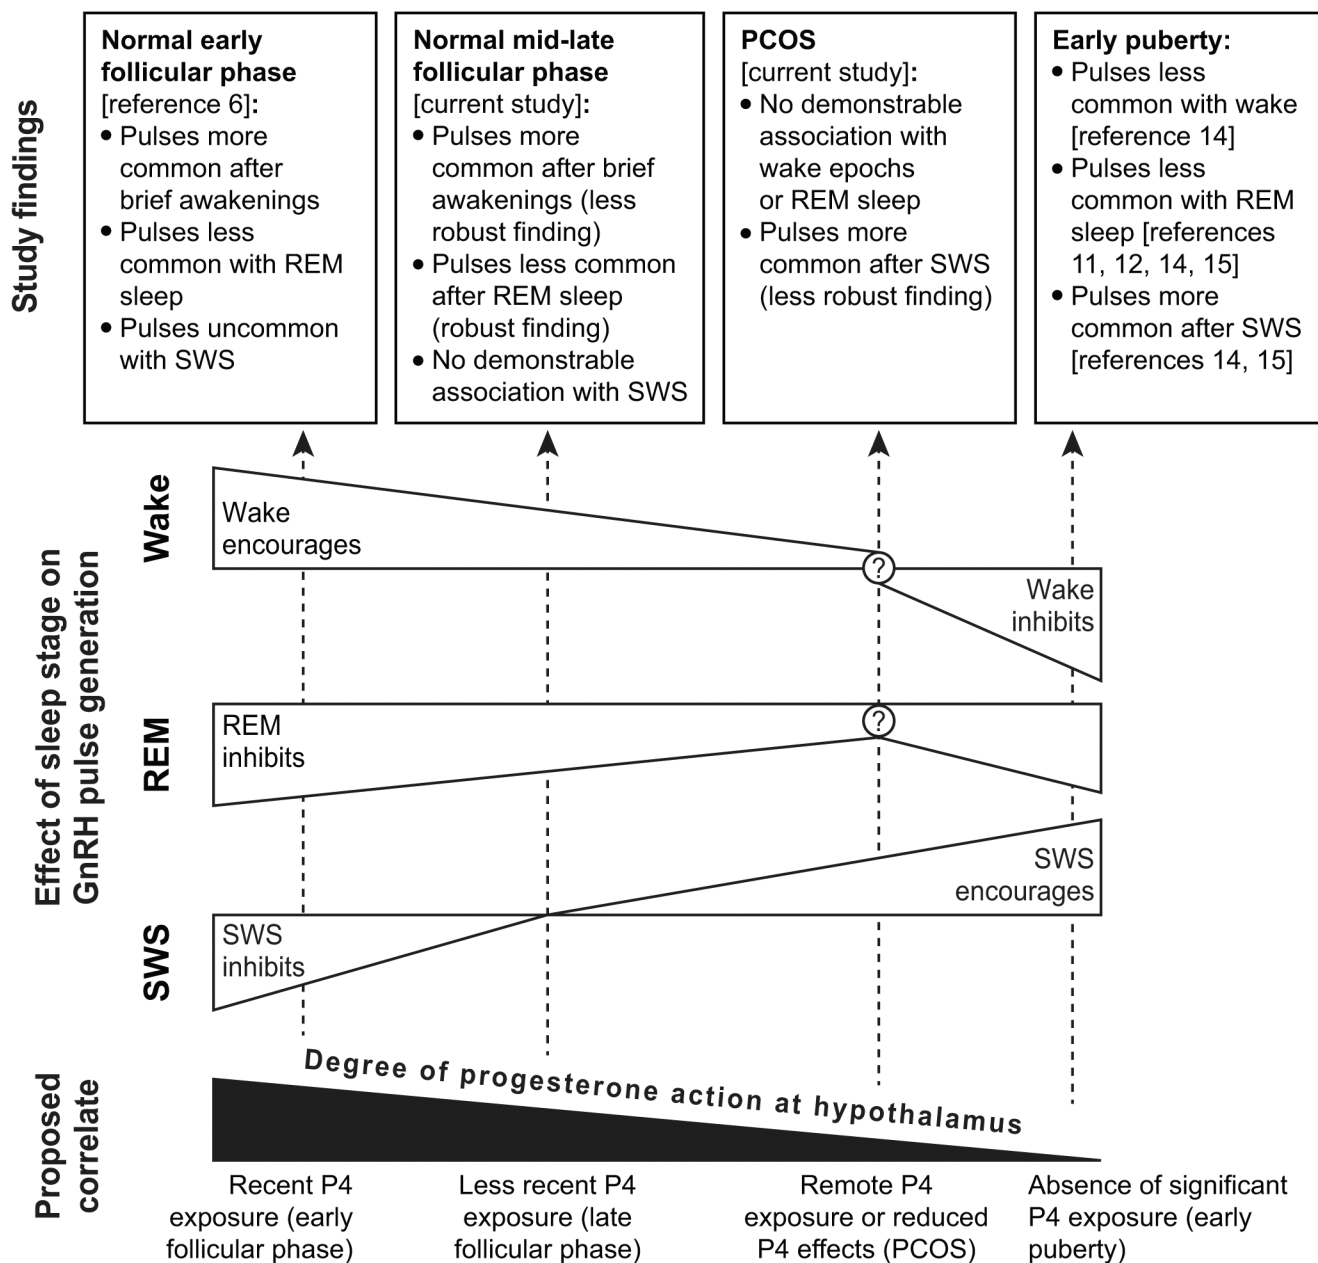 Study findings
Normal early
follicular phase
[reference 6]:
• Pulses more
common after
brief awakenings
• Pulses less
common with REM
sleep
• Pulses uncommon
with SWS
Normal mid-late
follicular phase
[current study]:
• Pulses more
common after brief
awakenings (less
robust finding)
• Pulses less common
after REM sleep
(robust finding)
• No demonstrable
association with SWS
PCOS
[current study]:
• No demonstrable
association with
wake epochs
or REM sleep
• Pulses more
common after SWS
(less robust finding)
Early puberty:
• Pulses less
common with wake
[reference 14]
• Pulses less
common with REM
sleep [references
11, 12, 14, 15]
• Pulses more
common after SWS
[references 14, 15]
Effect of sleep stage on
GnRH pulse generation
Wake
Wake
encourages
?
Wake
inhibits
REM
REM
inhibits
?
SWS
SWS
inhibits
SWS
encourages
Proposed
correlate
Degree of progesterone action at hypothalamus
Recent P4
exposure (early
follicular phase)
Less recent P4
exposure (late
follicular phase)
Remote P4
exposure or reduced
P4 effects (PCOS)
Absence of significant
P4 exposure (early
puberty)